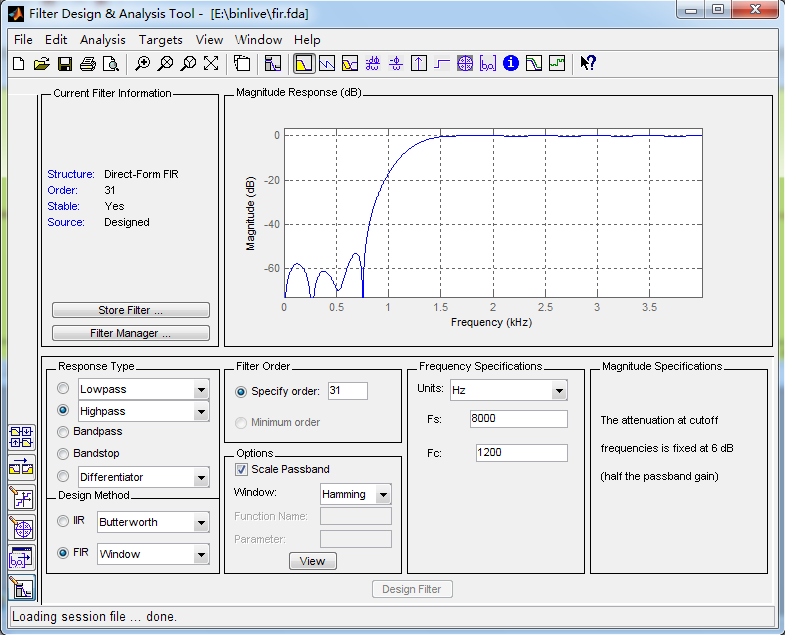 Filter Design & Analysis Tool - [E:\binlive\fir.fda]
File Edit Analysis Targets View Window Help
Current Filter Information
Structure: Direct-Form FIR
Order: 31
Stable: Yes
Source: Designed
Store Filter ...
Filter Manager ...
Magnitude Response (dB)
Magnitude (dB)
0
-20
-40
-60
0 0.5 1 1.5 2 2.5 3 3.5
Frequency (kHz)
Response Type
Lowpass
Highpass
Bandpass
Bandstop
Differentiator
Design Method
IIR Butterworth
FIR Window
Filter Order
Specify order: 31
Minimum order
Options
Scale Passband
Window: Hamming
Function Name:
Parameter:
View
Frequency Specifications
Units: Hz
Fs: 8000
Fc: 1200
Magnitude Specifications
The attenuation at cutoff
frequencies is fixed at 6 dB
(half the passband gain)
Design Filter
Loading session file ... done.